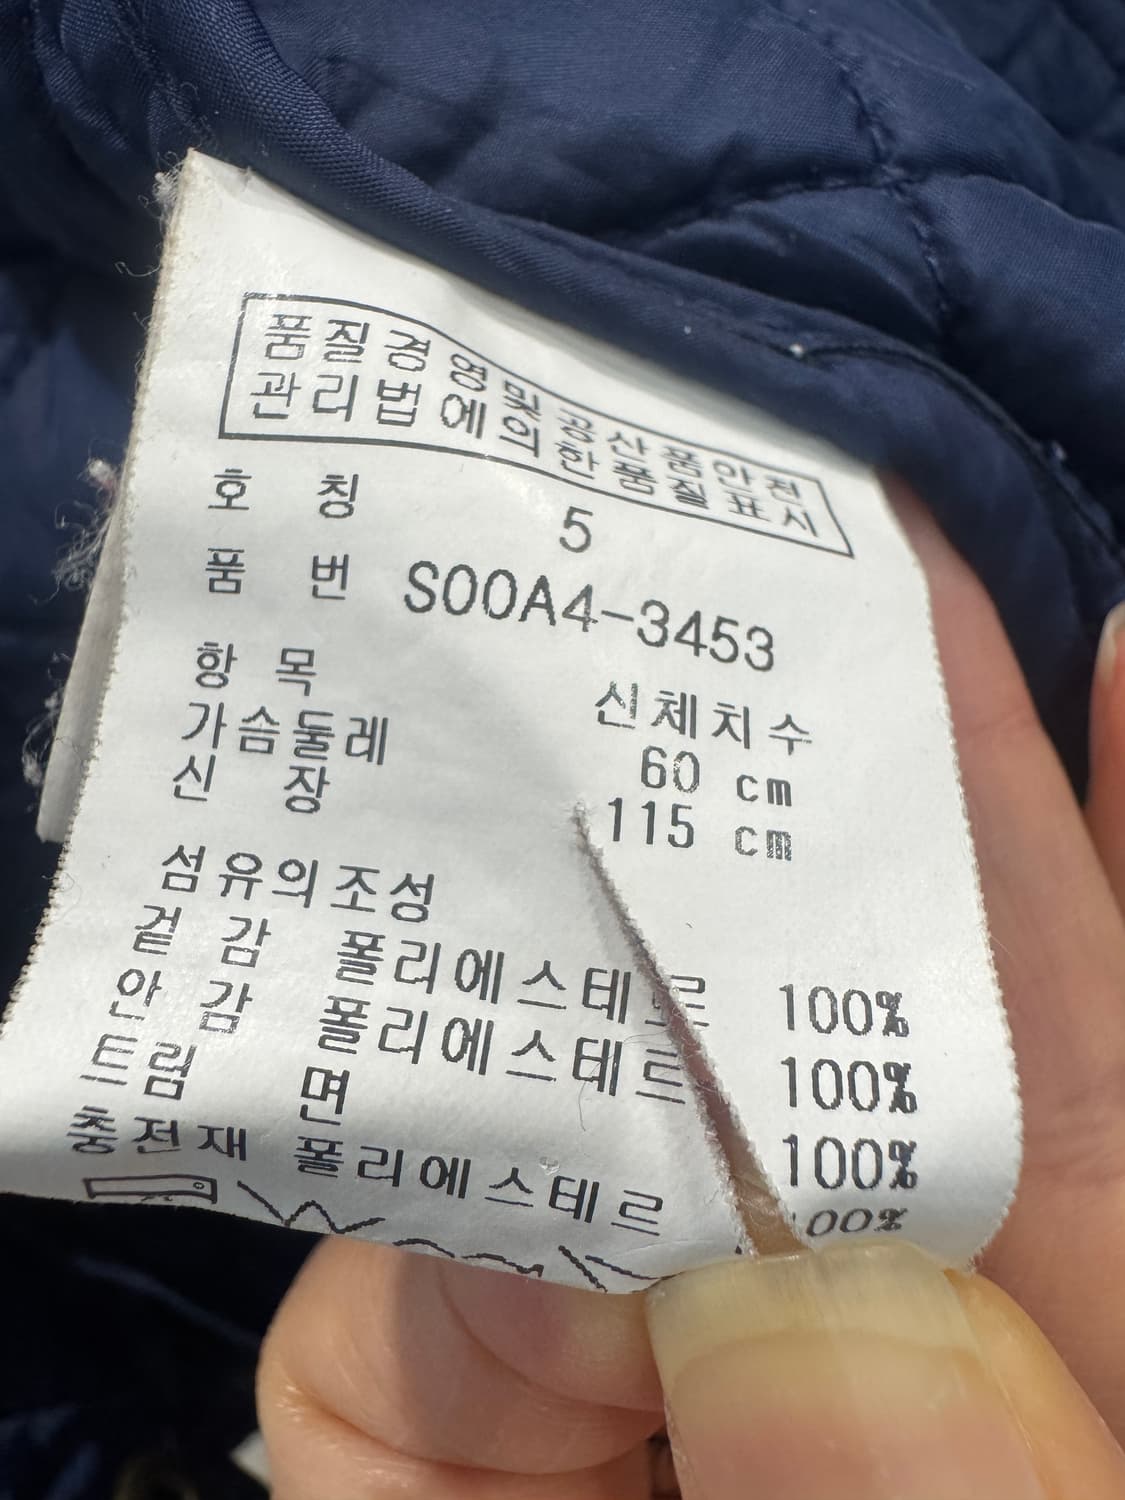 품질경영및공산품안전
관리법에의한품질표시
호 칭 5
품 번 S00A4-3453
항 목 신체치수
가슴둘레 60 cm
신 장 115 cm
섬유의조성
겉 감 폴리에스테르 100%
안 감 폴리에스테르 100%
트림 면 100%
충전재 폴리에스테르 100%